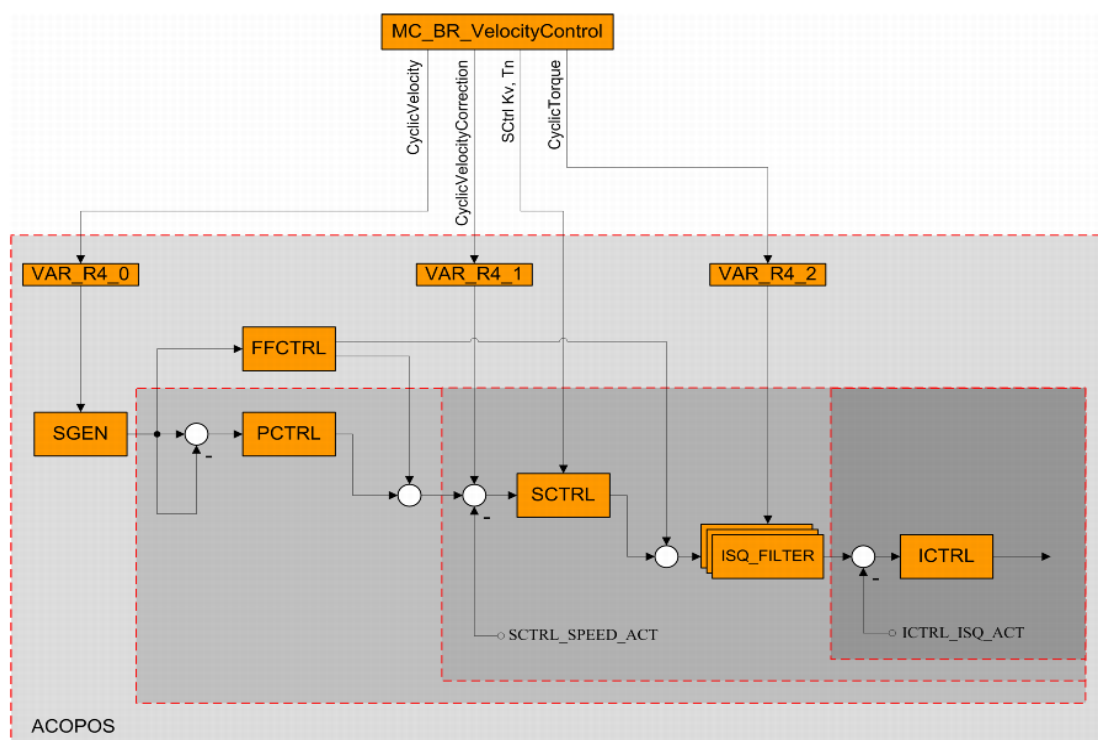 MC_BR_VelocityControl
CyclicVelocity
CyclicVelocityCorrection
SCtrl Kv, Tn
CyclicTorque
VAR_R4_0
VAR_R4_1
VAR_R4_2
FFCTRL
SGEN
PCTRL
-
SCTRL
-
ISQ_FILTER
ICTRL
-
SCTRL_SPEED_ACT
ICTRL_ISQ_ACT
ACOPOS